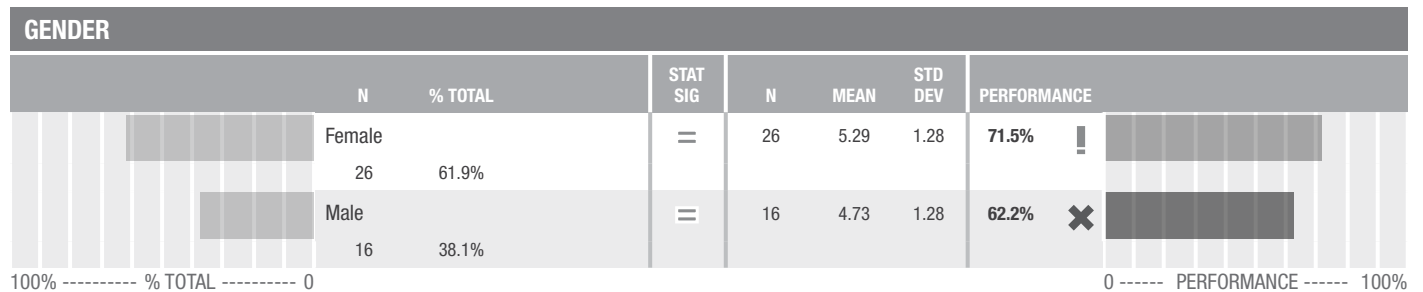 GENDER
N % TOTAL STAT SIG N MEAN STD DEV PERFORMANCE
Female = 26 5.29 1.28 71.5% !
26 61.9%
Male = 16 4.73 1.28 62.2% ✖
16 38.1%
100% ---------- % TOTAL ---------- 0 0 ------ PERFORMANCE ------ 100%